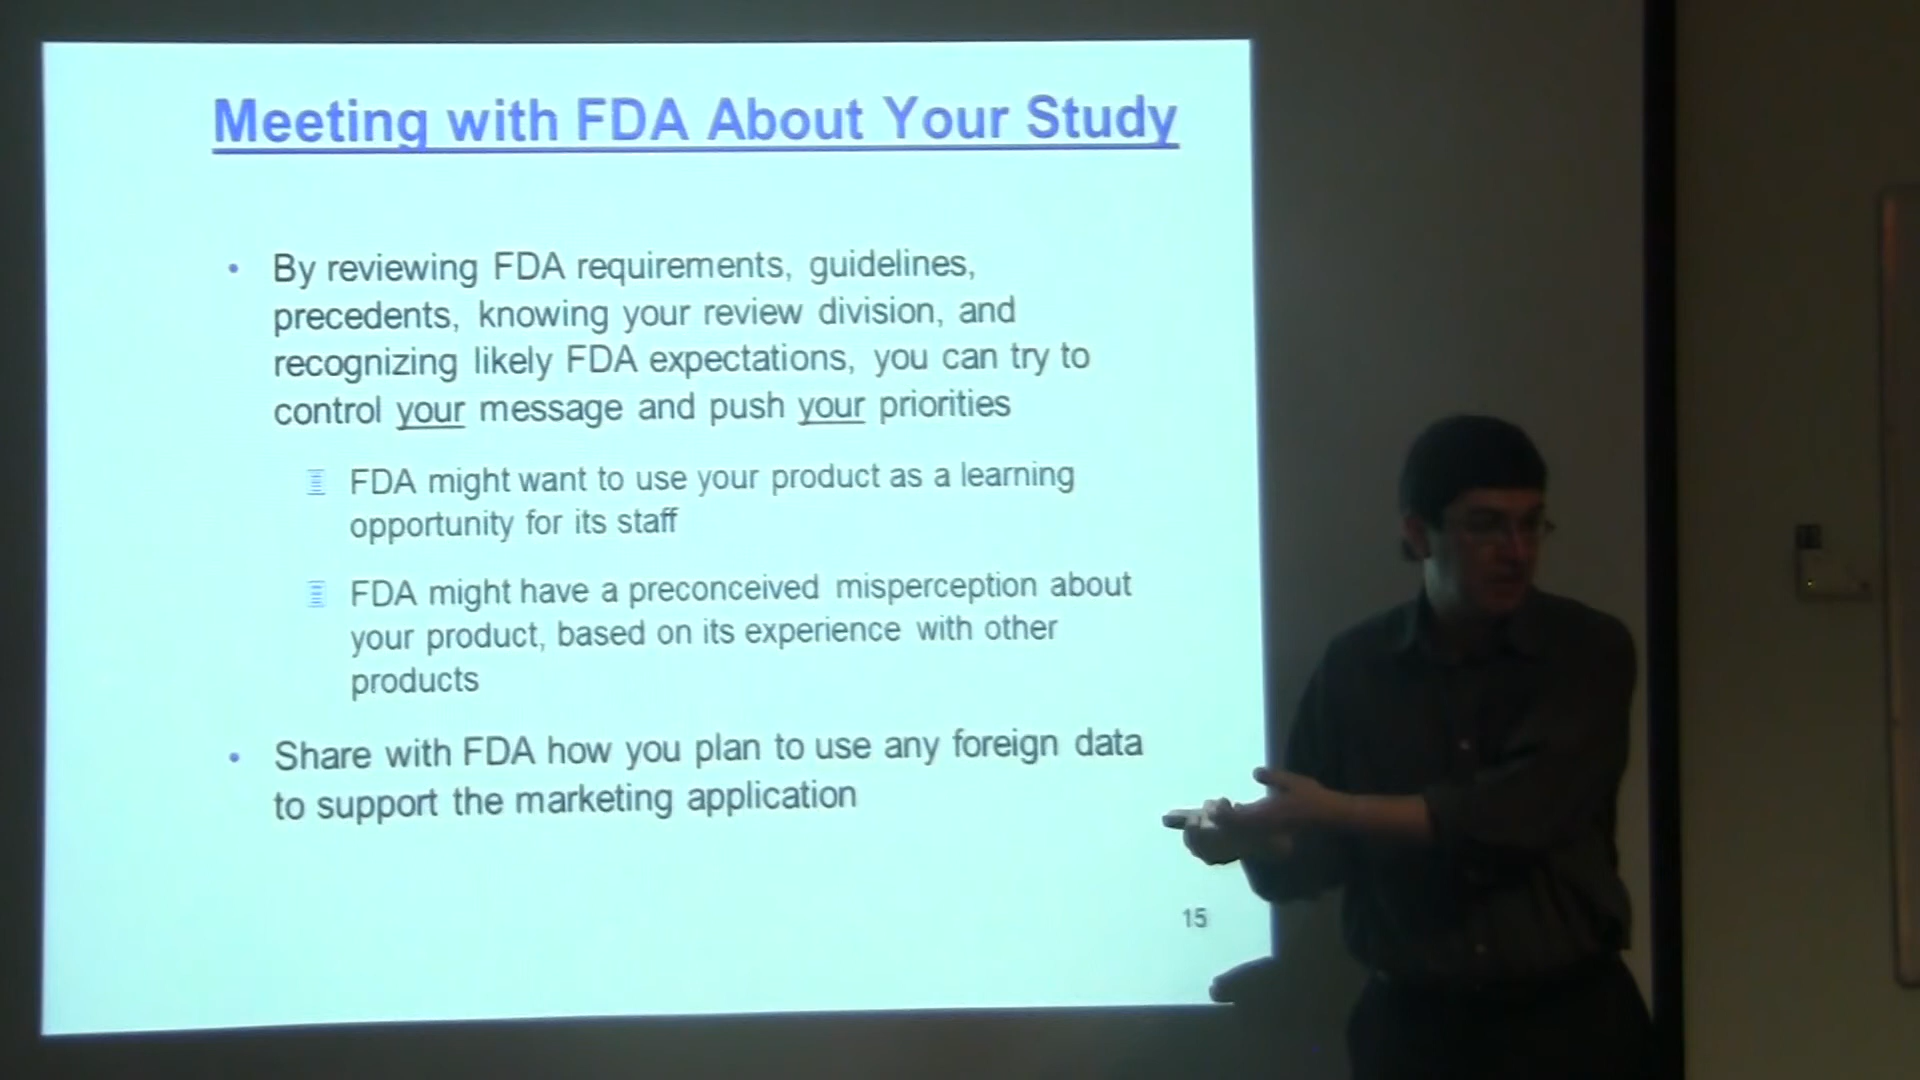 Meeting with FDA About Your Study
• By reviewing FDA requirements, guidelines,
precedents, knowing your review division, and
recognizing likely FDA expectations, you can try to
control your message and push your priorities
FDA might want to use your product as a learning
opportunity for its staff
FDA might have a preconceived misperception about
your product, based on its experience with other
products
• Share with FDA how you plan to use any foreign data
to support the marketing application
15